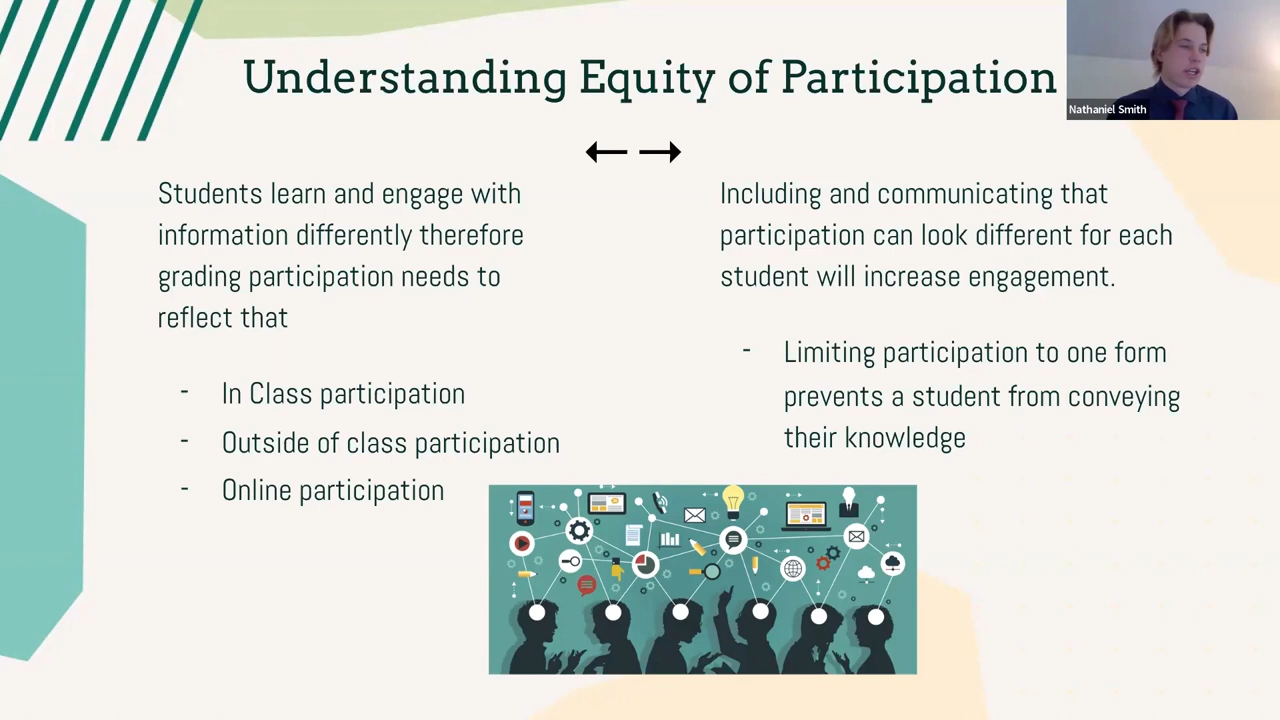 Understanding Equity of Participation
Nathaniel Smith
Students learn and engage with
information differently therefore
grading participation needs to
reflect that
- In Class participation
- Outside of class participation
- Online participation
Including and communicating that
participation can look different for each
student will increase engagement.
- Limiting participation to one form
prevents a student from conveying
their knowledge